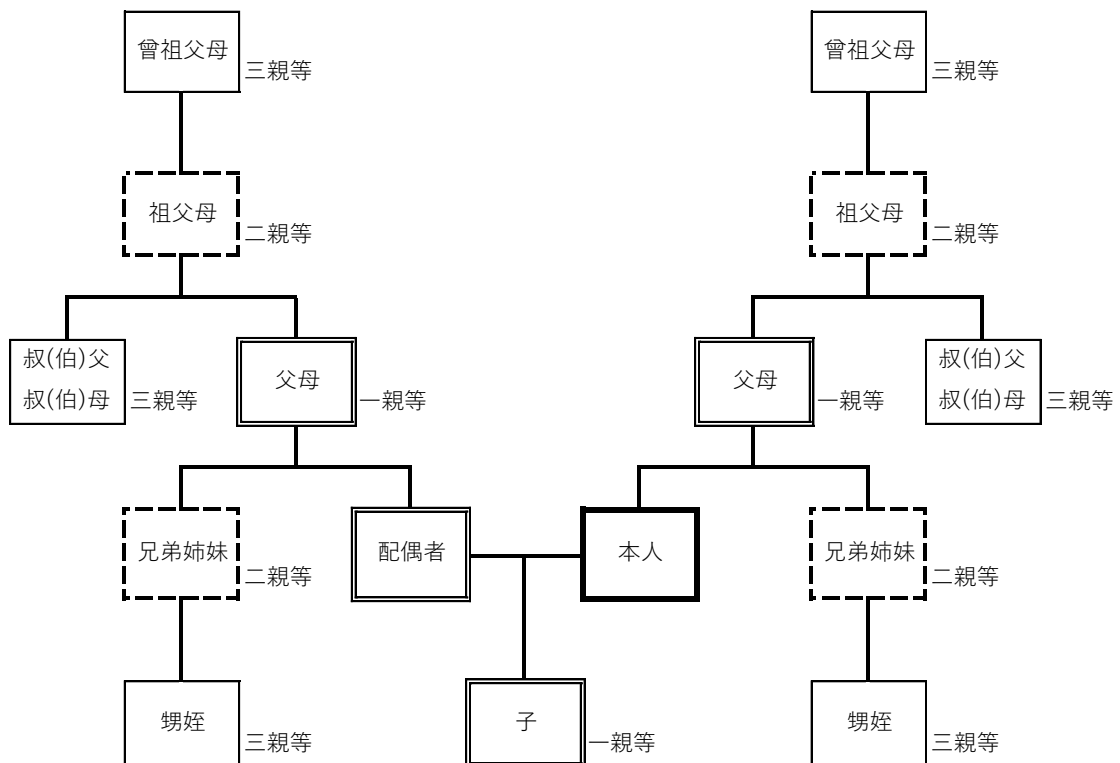 曾祖父母
三親等
曾祖父母
三親等
祖父母
二親等
祖父母
二親等
叔(伯)父
叔(伯)母
三親等
父母
一親等
父母
一親等
叔(伯)父
叔(伯)母
三親等
兄弟姉妹
二親等
配偶者
本人
兄弟姉妹
二親等
甥姪
三親等
子
一親等
甥姪
三親等